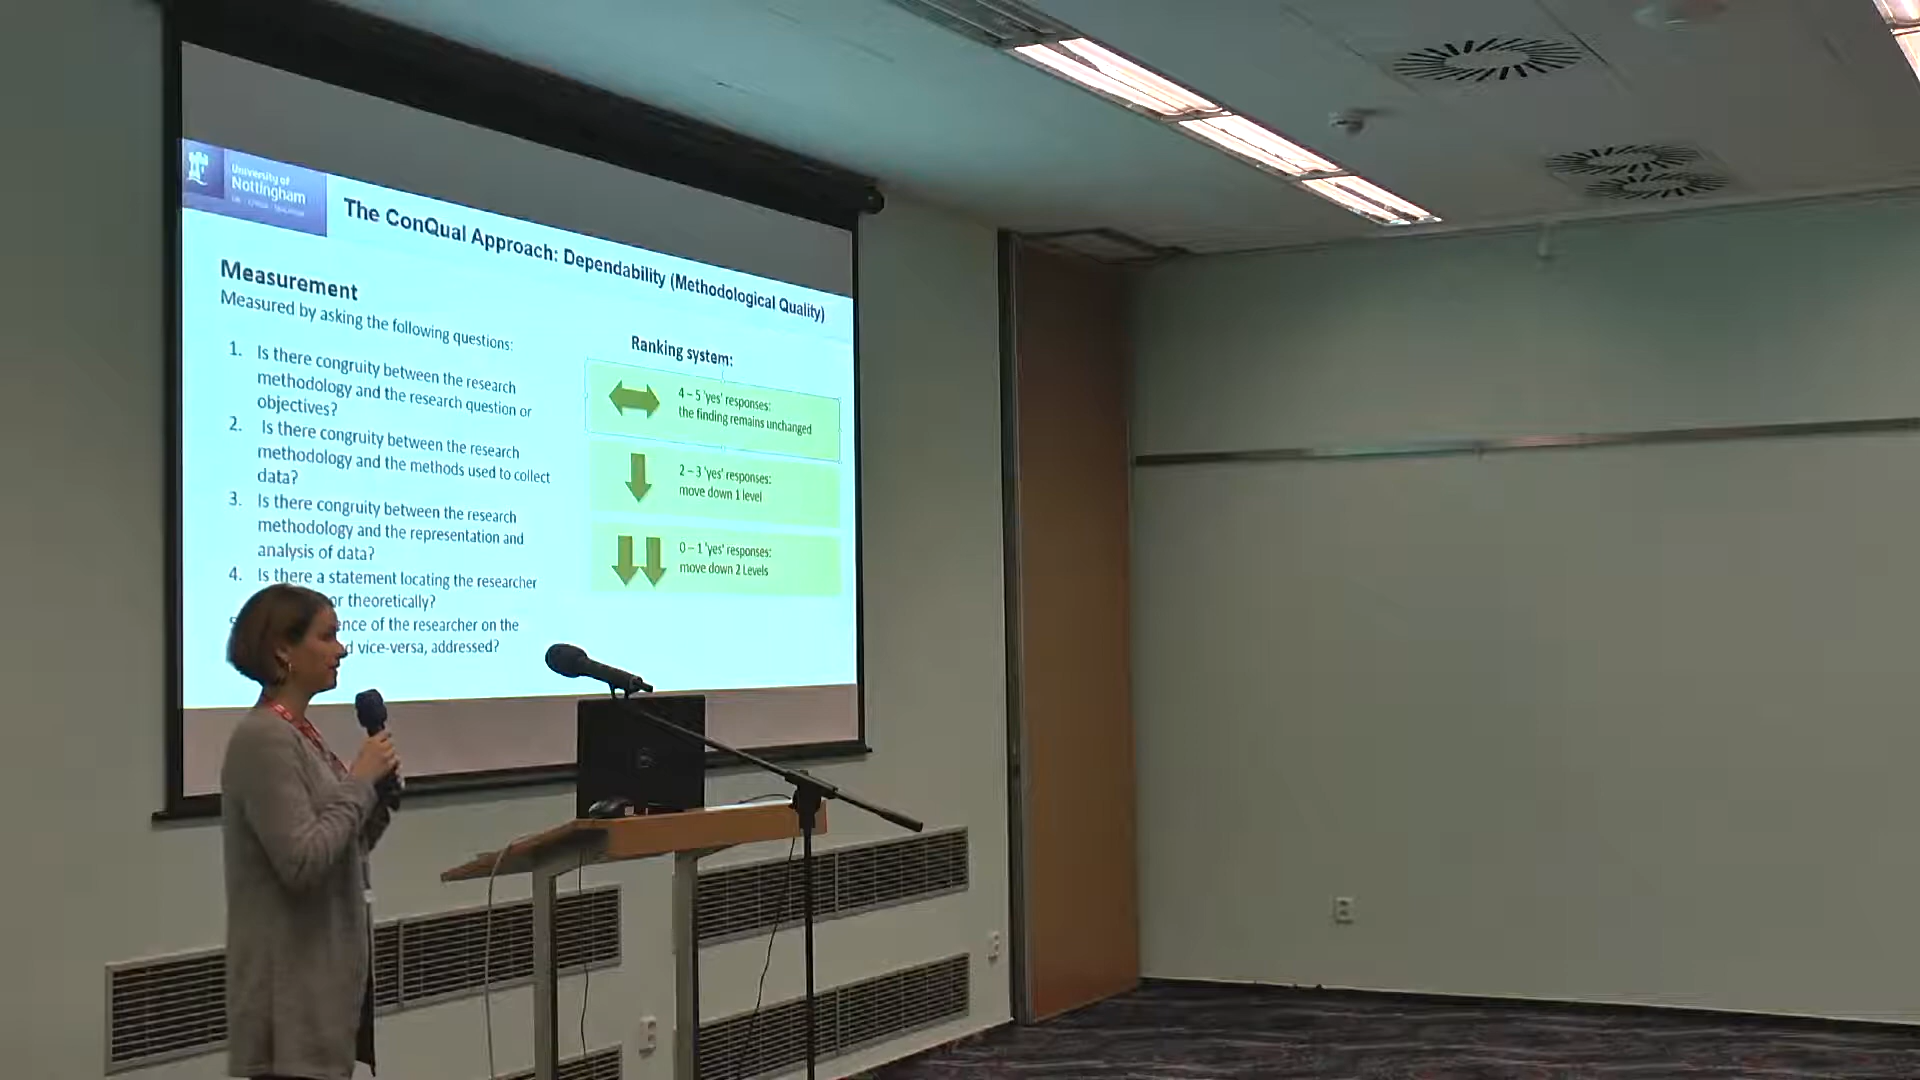 University of
Nottingham
The ConQual Approach: Dependability (Methodological Quality)
Measurement
Measured by asking the following questions:
1. Is there congruity between the research
methodology and the research question or
objectives?
2. Is there congruity between the research
methodology and the methods used to collect
data?
3. Is there congruity between the research
methodology and the representation and
analysis of data?
4. Is there a statement locating the researcher
or theoretically?
of the researcher on the
vice-versa, addressed?
Ranking system:
4 – 5 'yes' responses:
the finding remains unchanged
2 – 3 'yes' responses:
move down 1 level
0 – 1 'yes' responses:
move down 2 Levels